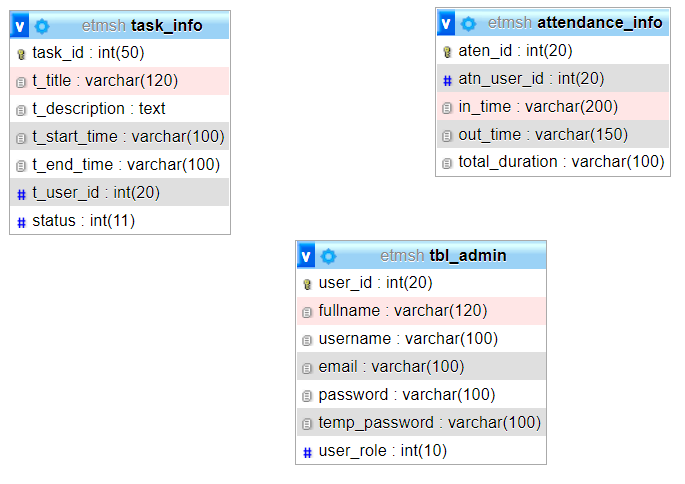 v etmsh task_info
task_id : int(50)
t_title : varchar(120)
t_description : text
t_start_time : varchar(100)
t_end_time : varchar(100)
# t_user_id : int(20)
# status : int(11)
v etmsh attendance_info
aten_id : int(20)
# atn_user_id : int(20)
in_time : varchar(200)
out_time : varchar(150)
total_duration : varchar(100)
v etmsh tbl_admin
user_id : int(20)
fullname : varchar(120)
username : varchar(100)
email : varchar(100)
password : varchar(100)
temp_password : varchar(100)
# user_role : int(10)